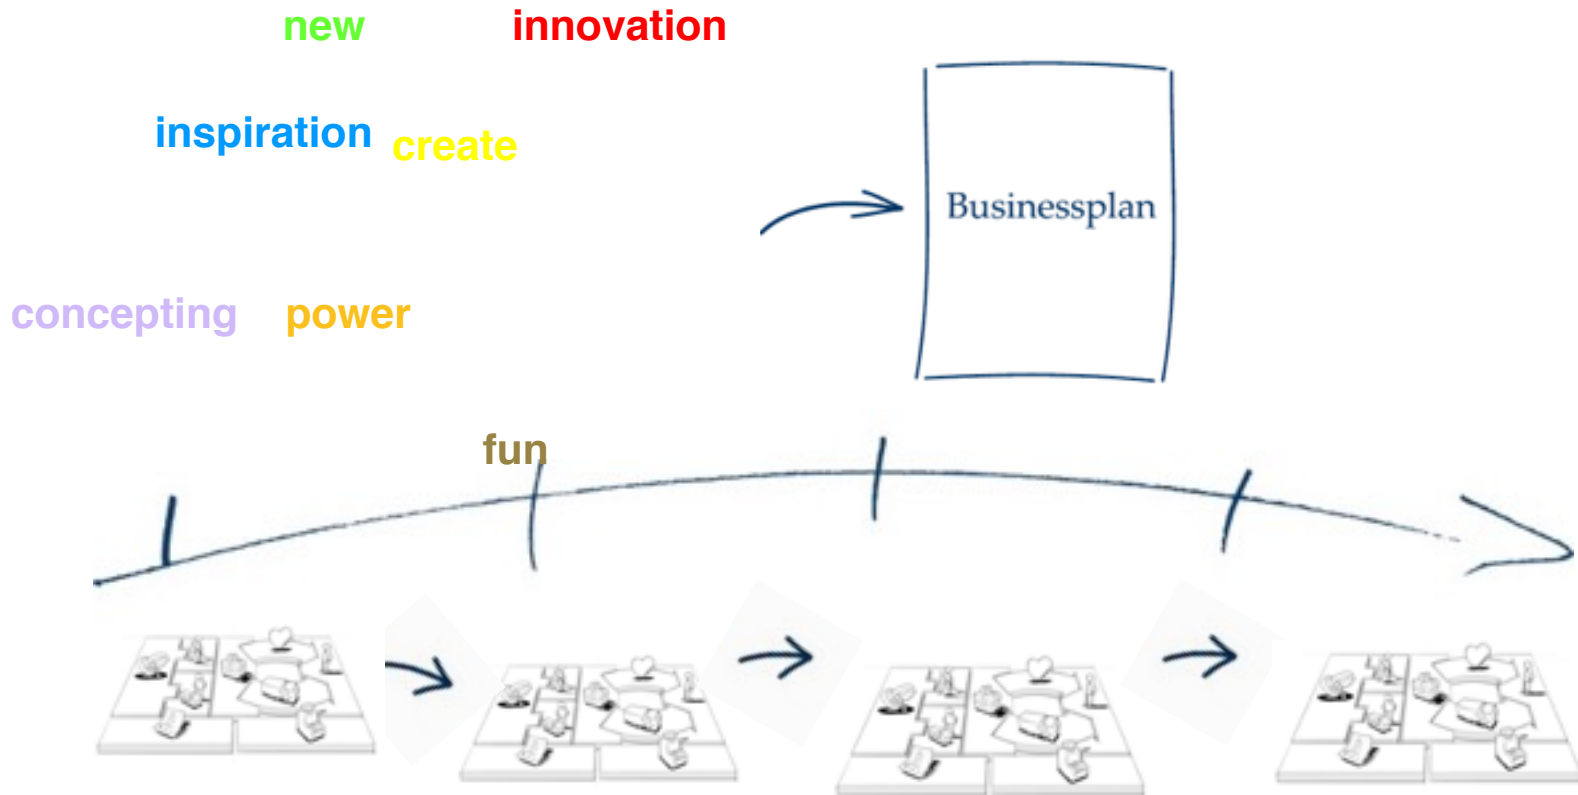 new
innovation
inspiration
create
Businessplan
concepting
power
fun